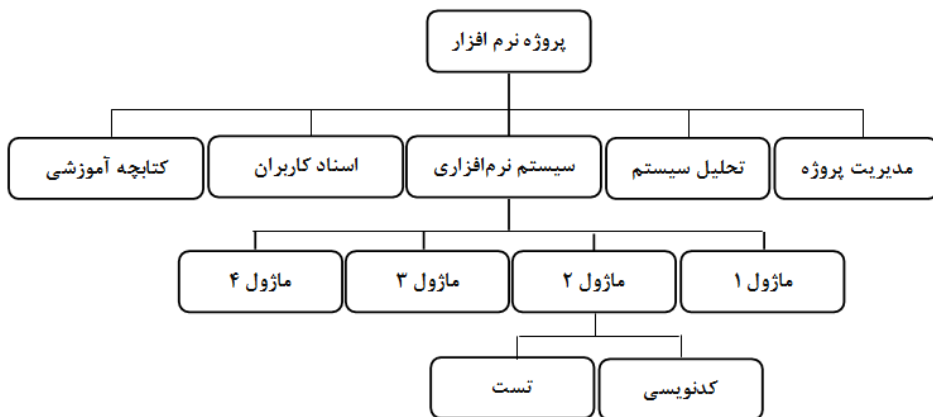 پروژه نرم افزار
مدیریت پروژه
تحلیل سیستم
سیستم نرم‌افزاری
اسناد کاربران
کتابچه آموزشی
ماژول ۱
ماژول ۲
ماژول ۳
ماژول ۴
کدنویسی
تست